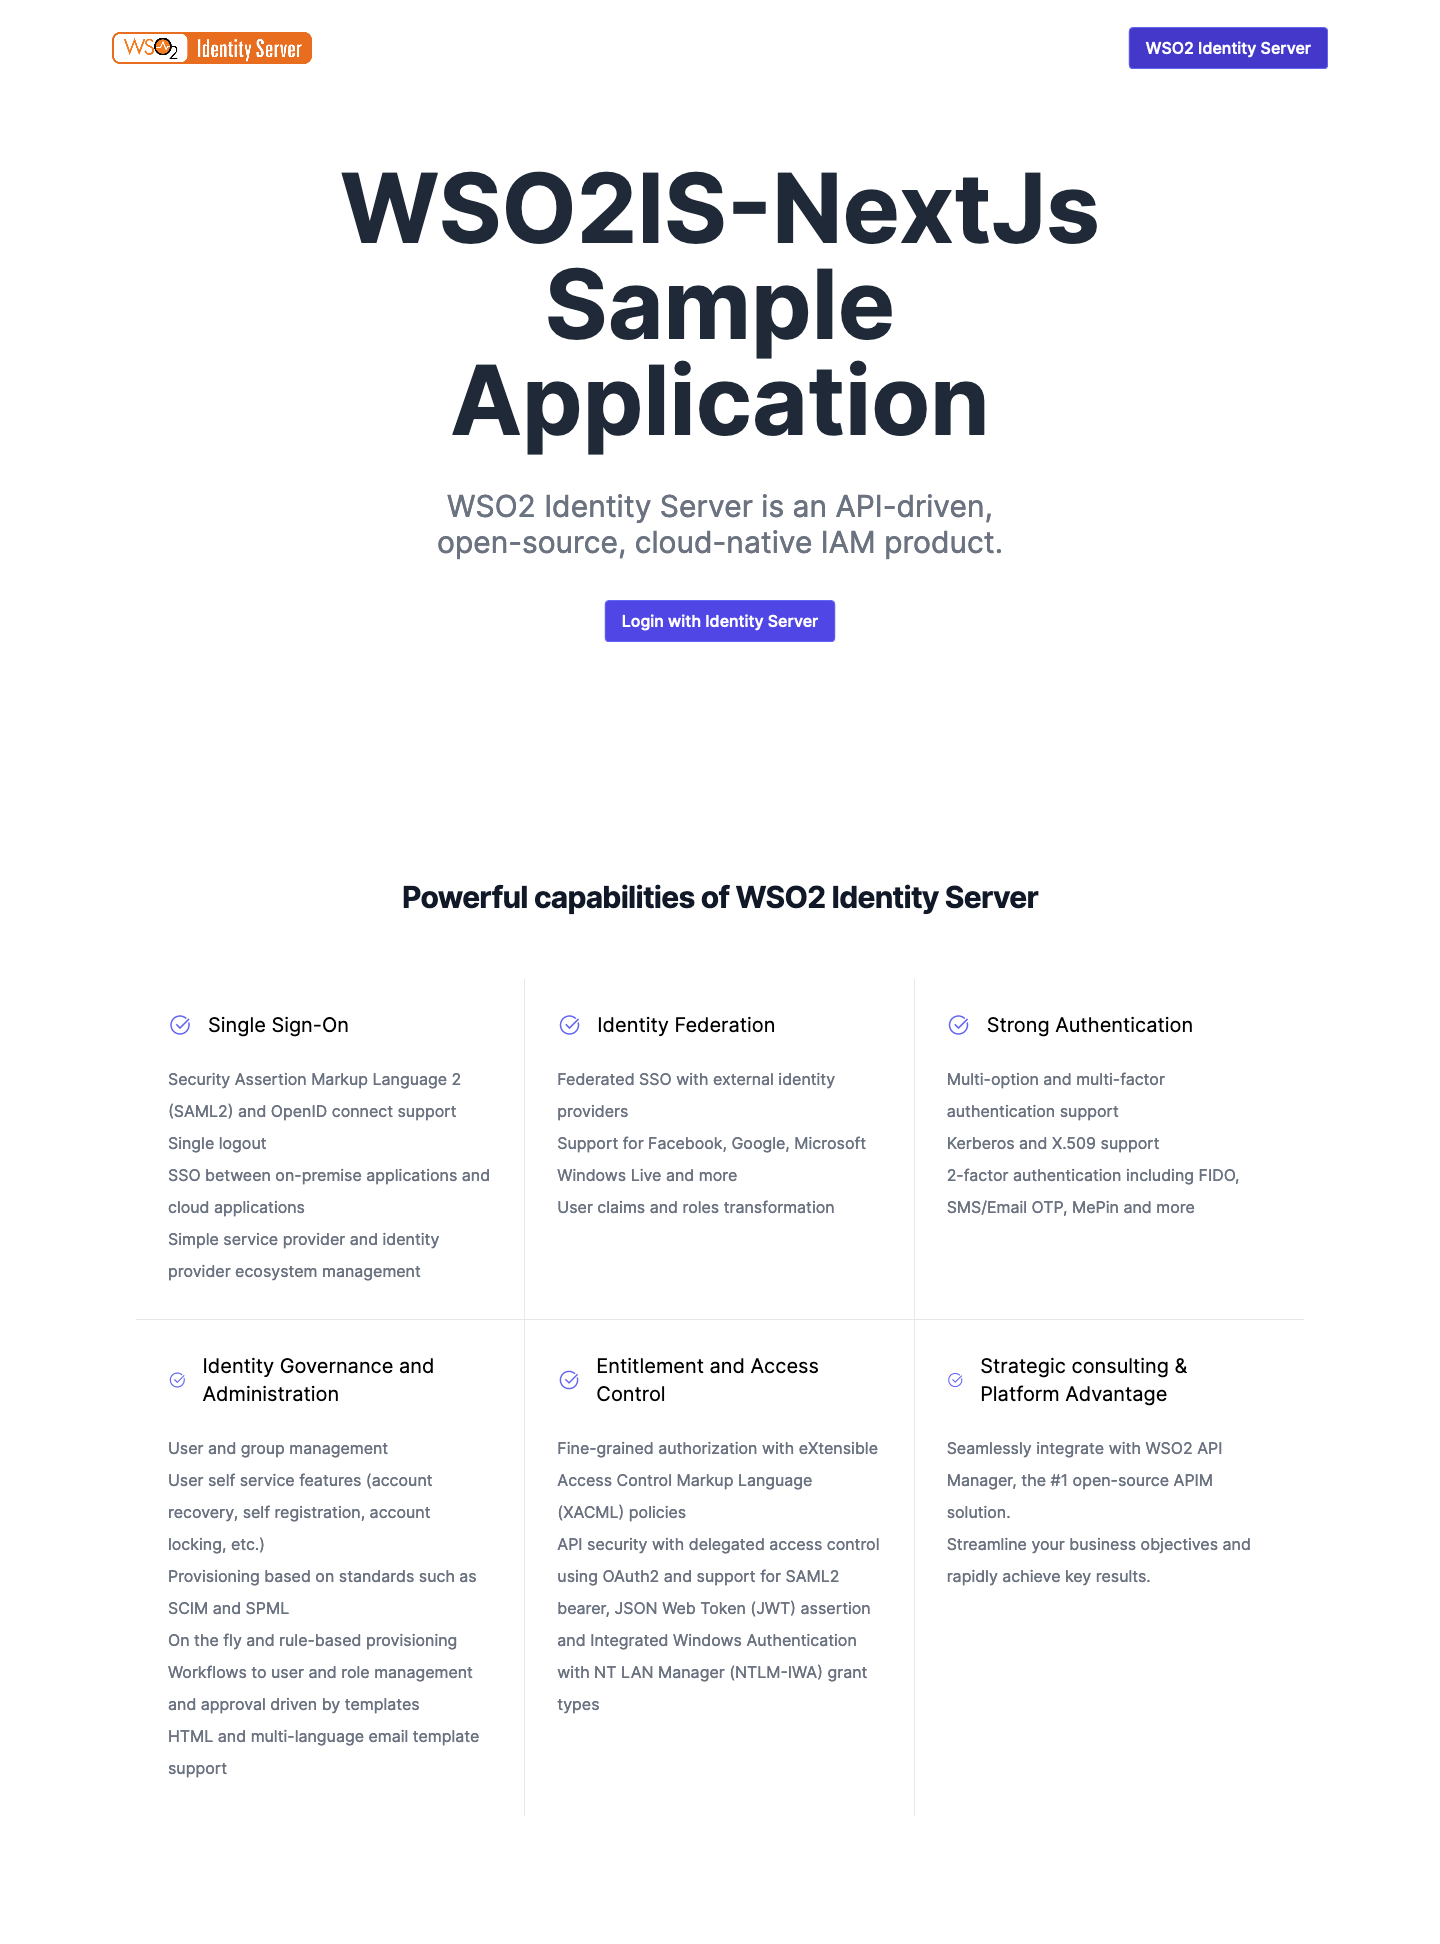 WSO2 Identity Server
WSO2 Identity Server
WSO2IS-NextJs
Sample
Application
WSO2 Identity Server is an API-driven,
open-source, cloud-native IAM product.
Login with Identity Server
Powerful capabilities of WSO2 Identity Server
Single Sign-On
Security Assertion Markup Language 2
(SAML2) and OpenID connect support
Single logout
SSO between on-premise applications and
cloud applications
Simple service provider and identity
provider ecosystem management
Identity Federation
Federated SSO with external identity
providers
Support for Facebook, Google, Microsoft
Windows Live and more
User claims and roles transformation
Strong Authentication
Multi-option and multi-factor
authentication support
Kerberos and X.509 support
2-factor authentication including FIDO,
SMS/Email OTP, MePin and more
Identity Governance and
Administration
User and group management
User self service features (account
recovery, self registration, account
locking, etc.)
Provisioning based on standards such as
SCIM and SPML
On the fly and rule-based provisioning
Workflows to user and role management
and approval driven by templates
HTML and multi-language email template
support
Entitlement and Access
Control
Fine-grained authorization with eXtensible
Access Control Markup Language
(XACML) policies
API security with delegated access control
using OAuth2 and support for SAML2
bearer, JSON Web Token (JWT) assertion
and Integrated Windows Authentication
with NT LAN Manager (NTLM-IWA) grant
types
Strategic consulting &
Platform Advantage
Seamlessly integrate with WSO2 API
Manager, the #1 open-source APIM
solution.
Streamline your business objectives and
rapidly achieve key results.